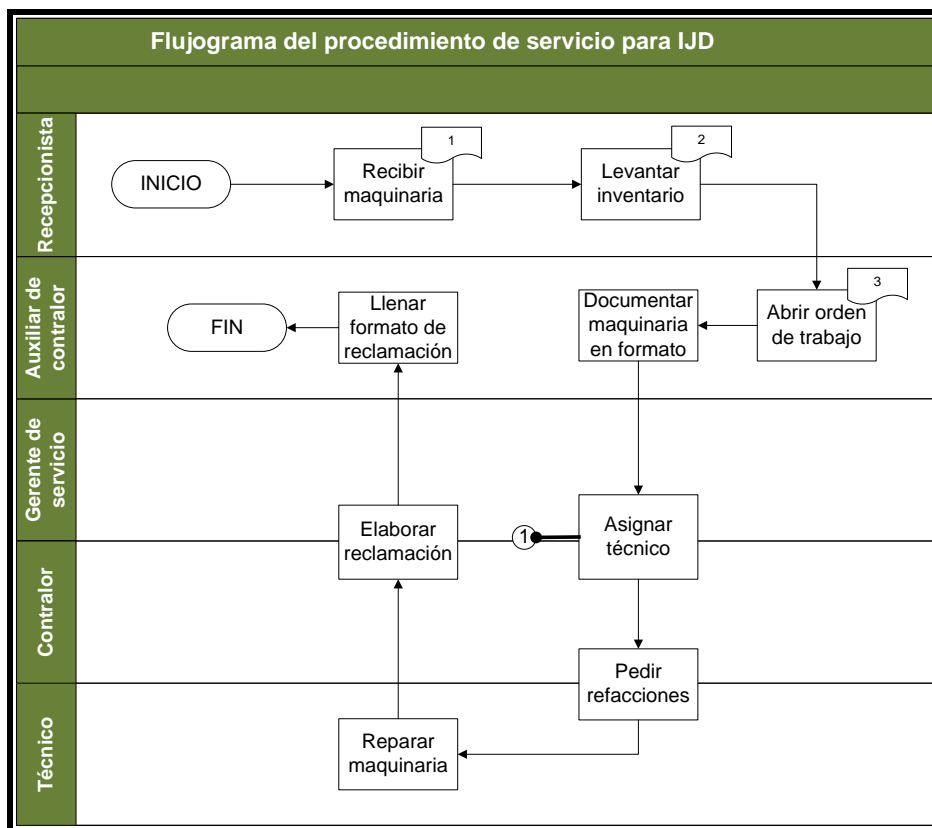 Flujograma del procedimiento de servicio para IJD
Recepcionista
INICIO
1
Recibir
maquinaria
2
Levantar
inventario
Auxiliar de
contralor
FIN
Llenar
formato de
reclamación
Documentar
maquinaria
en formato
3
Abrir orden
de trabajo
Gerente de
servicio
Elaborar
reclamación
1
Asignar
técnico
Contralor
Pedir
refacciones
Técnico
Reparar
maquinaria